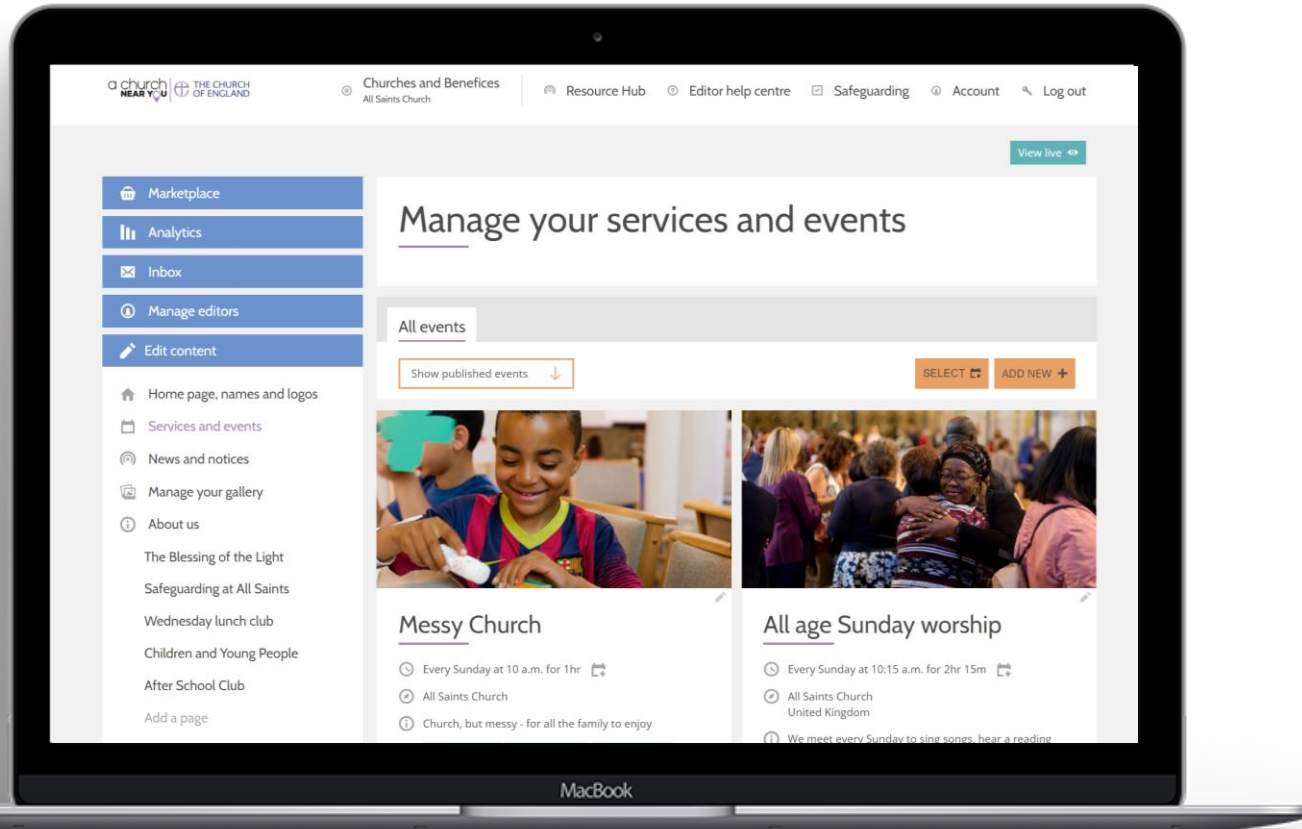 a church
NEAR YOU
THE CHURCH
OF ENGLAND
Churches and Benefices
All Saints Church
Resource Hub
Editor help centre
Safeguarding
Account
Log out
View live
Marketplace
Analytics
Inbox
Manage editors
Edit content
Home page, names and logos
Services and events
News and notices
Manage your gallery
About us
The Blessing of the Light
Safeguarding at All Saints
Wednesday lunch club
Children and Young People
After School Club
Add a page
Manage your services and events
All events
Show published events
SELECT
ADD NEW +
Messy Church
Every Sunday at 10 a.m. for 1hr
All Saints Church
Church, but messy - for all the family to enjoy
All age Sunday worship
Every Sunday at 10:15 a.m. for 2hr 15m
All Saints Church
United Kingdom
We meet every Sunday to sing songs, hear a reading
MacBook